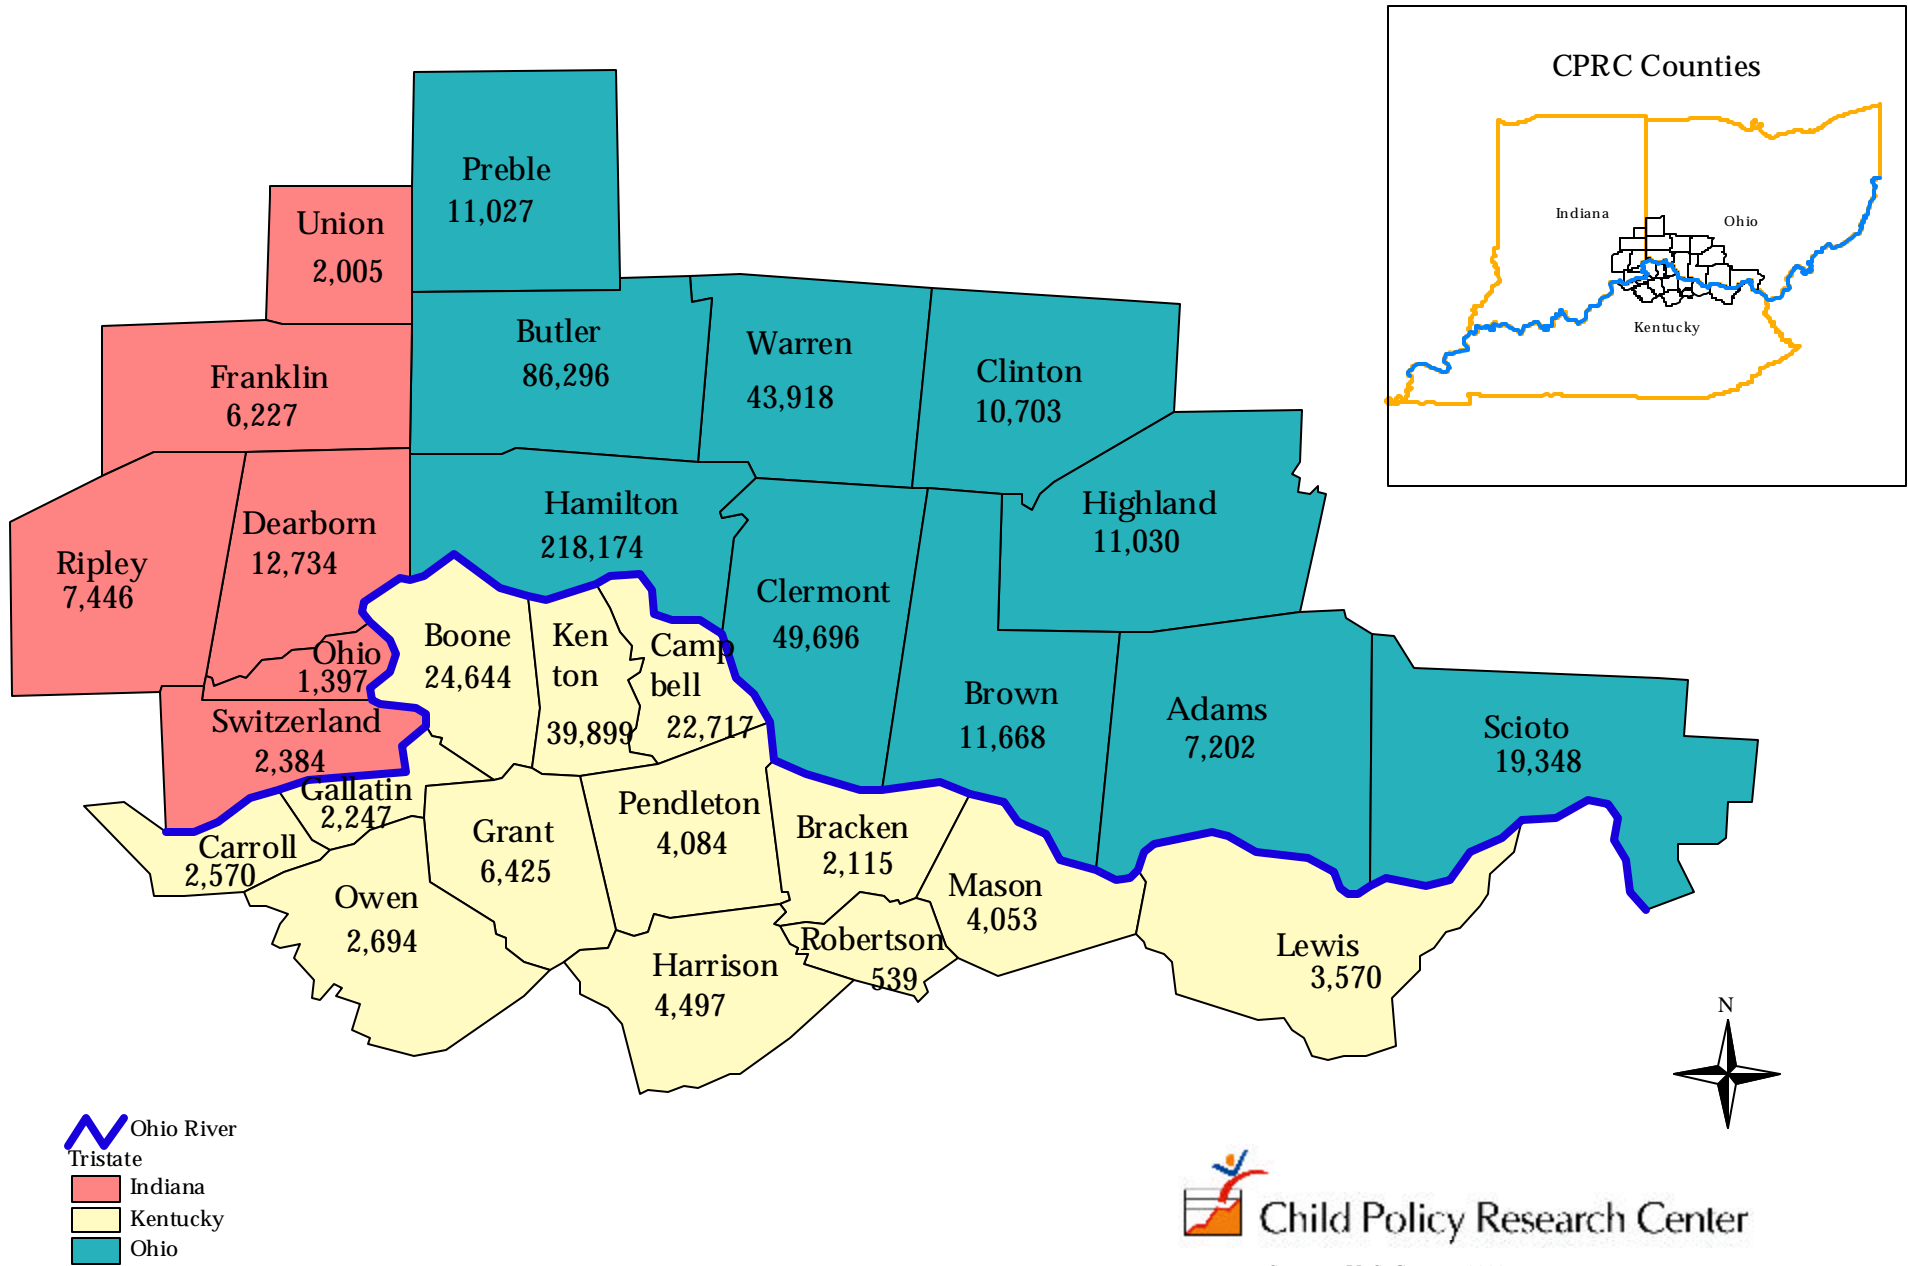 CPRC Counties
Indiana
Ohio
Kentucky
Preble
11,027
Union
2,005
Butler
86,296
Warren
43,918
Clinton
10,703
Franklin
6,227
Hamilton
218,174
Highland
11,030
Dearborn
12,734
Ripley
7,446
Clermont
49,696
Boone
24,644
Ken
ton
39,899
Camp
bell
22,717
Ohio
1,397
Switzerland
2,384
Brown
11,668
Adams
7,202
Scioto
19,348
Gallatin
2,247
Carroll
2,570
Grant
6,425
Pendleton
4,084
Bracken
2,115
Owen
2,694
Mason
4,053
Robertson
539
Harrison
4,497
Lewis
3,570
N
Ohio River
Tristate
Indiana
Kentucky
Ohio
Child Policy Research Center